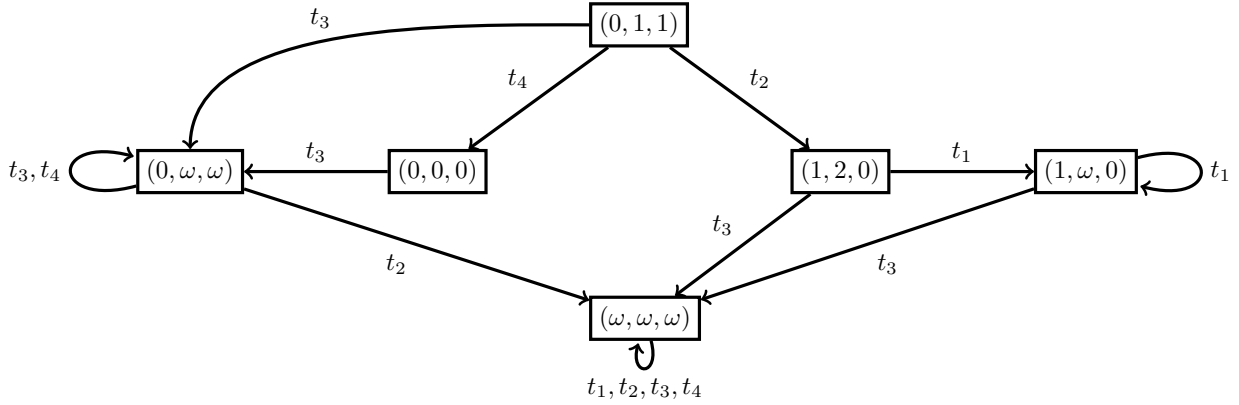 (0, 1, 1)
t₃
t₄
t₂
(0, ω, ω)
t₃
(0, 0, 0)
(1, 2, 0)
t₁
(1, ω, 0)
t₃, t₄
t₁
t₂
t₃
t₃
(ω, ω, ω)
t₁, t₂, t₃, t₄